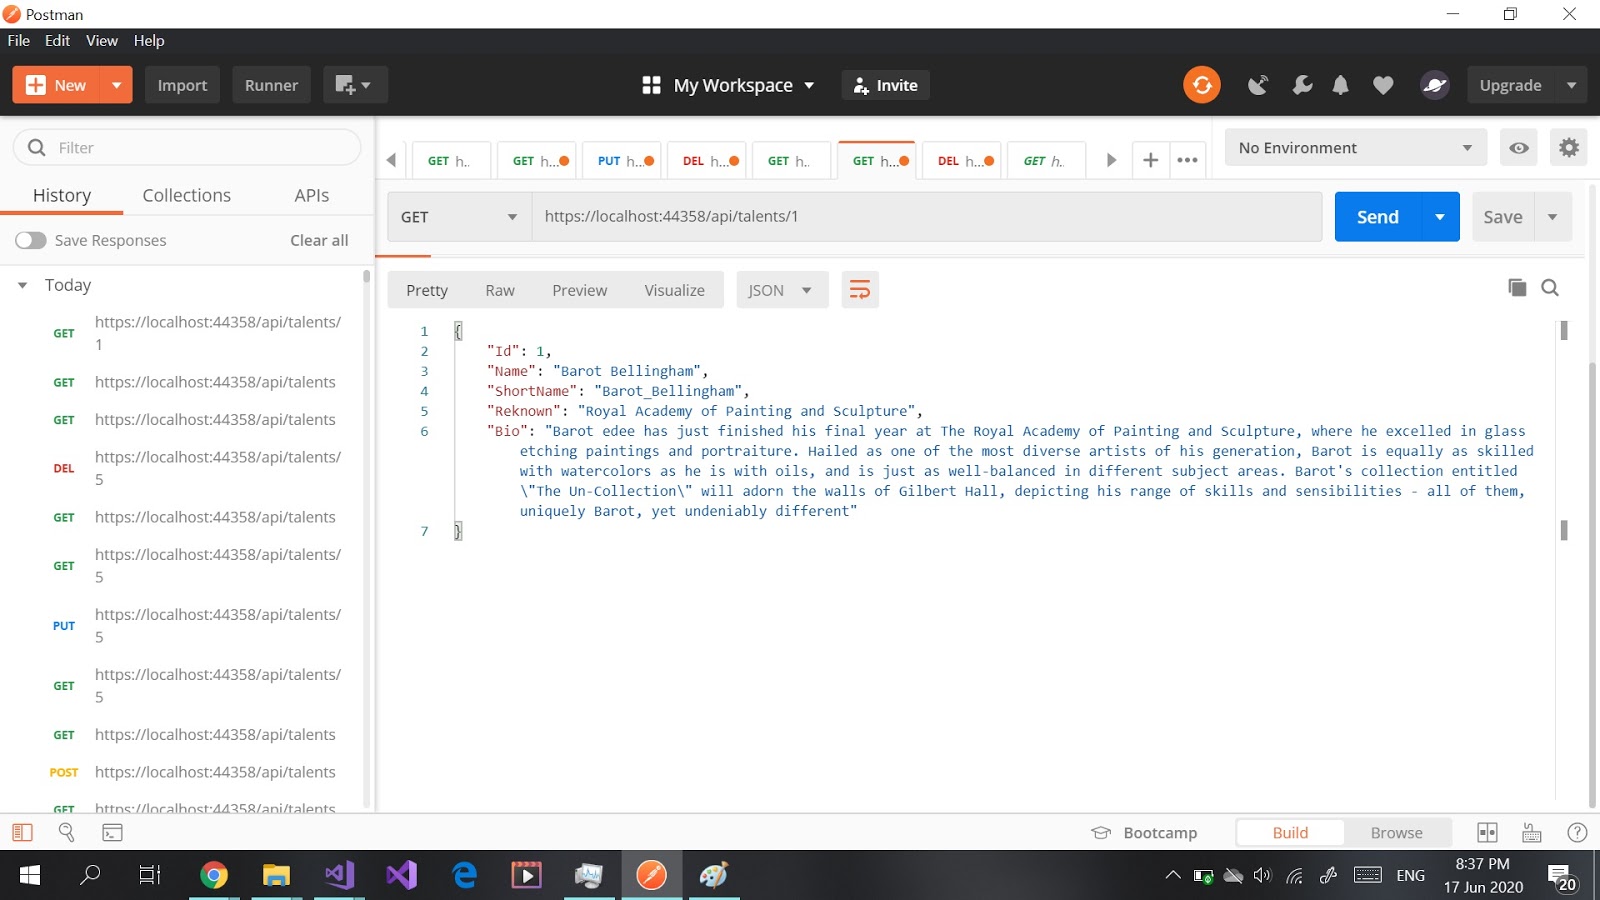 Postman
File Edit View Help
New Import Runner My Workspace Invite Upgrade
Filter
History Collections APIs
Save Responses Clear all
Today
GET https://localhost:44358/api/talents/
1
GET https://localhost:44358/api/talents
GET https://localhost:44358/api/talents
DEL https://localhost:44358/api/talents/
5
GET https://localhost:44358/api/talents
GET https://localhost:44358/api/talents/
5
PUT https://localhost:44358/api/talents/
5
GET https://localhost:44358/api/talents/
5
GET https://localhost:44358/api/talents
POST https://localhost:44358/api/talents
GET https://localhost:44358/api/talents
GET h.. GET h... PUT h... DEL h... GET h.. GET h... DEL h... GET h. No Environment
GET https://localhost:44358/api/talents/1 Send Save
Pretty Raw Preview Visualize JSON
1 {
2 "Id": 1,
3 "Name": "Barot Bellingham",
4 "ShortName": "Barot_Bellingham",
5 "Reknown": "Royal Academy of Painting and Sculpture",
6 "Bio": "Barot edee has just finished his final year at The Royal Academy of Painting and Sculpture, where he excelled in glass
etching paintings and portraiture. Hailed as one of the most diverse artists of his generation, Barot is equally as skilled
with watercolors as he is with oils, and is just as well-balanced in different subject areas. Barot's collection entitled
\"The Un-Collection\" will adorn the walls of Gilbert Hall, depicting his range of skills and sensibilities - all of them,
uniquely Barot, yet undeniably different"
7 }
Bootcamp Build Browse
ENG 8:37 PM
17 Jun 2020 20